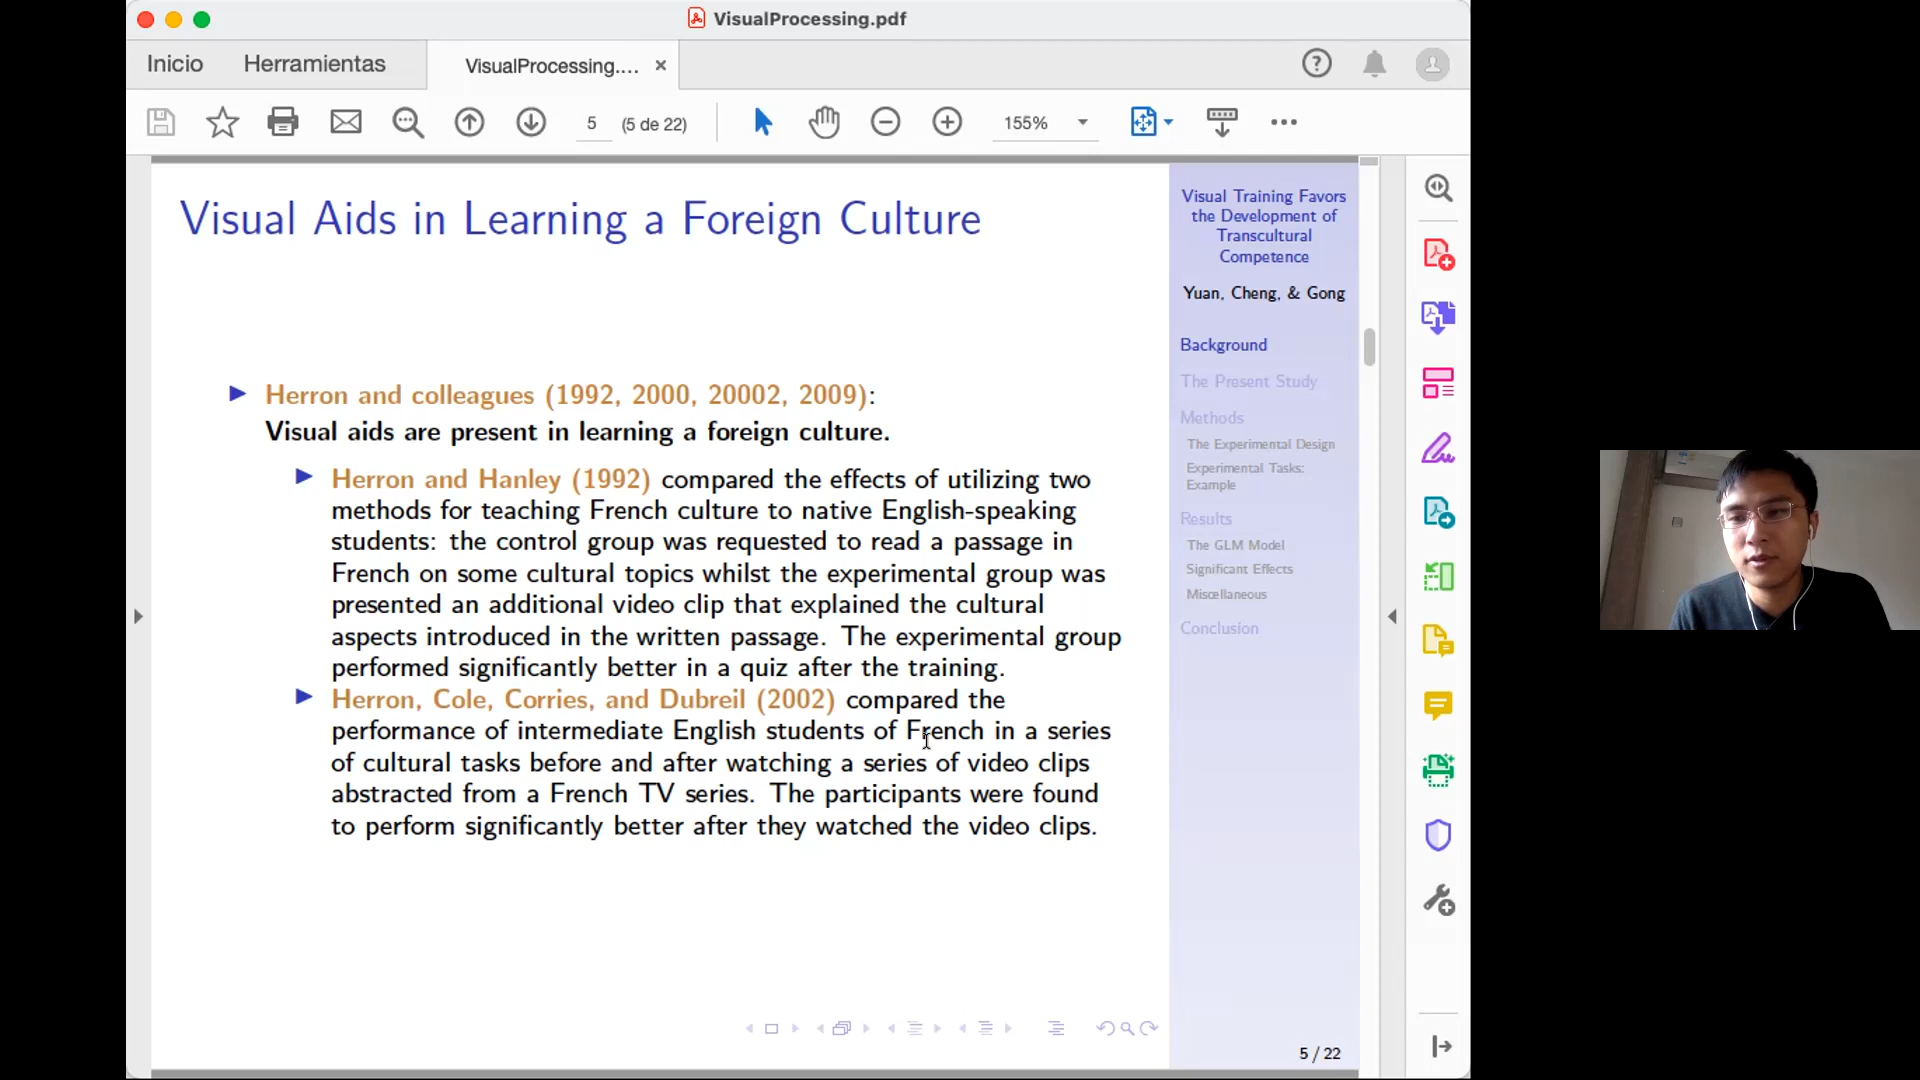 VisualProcessing.pdf
Inicio
Herramientas
VisualProcessing.... ×
5 (5 de 22)
155%
Visual Aids in Learning a Foreign Culture
Herron and colleagues (1992, 2000, 20002, 2009):
Visual aids are present in learning a foreign culture.
Herron and Hanley (1992) compared the effects of utilizing two
methods for teaching French culture to native English-speaking
students: the control group was requested to read a passage in
French on some cultural topics whilst the experimental group was
presented an additional video clip that explained the cultural
aspects introduced in the written passage. The experimental group
performed significantly better in a quiz after the training.
Herron, Cole, Corries, and Dubreil (2002) compared the
performance of intermediate English students of French in a series
of cultural tasks before and after watching a series of video clips
abstracted from a French TV series. The participants were found
to perform significantly better after they watched the video clips.
Visual Training Favors
the Development of
Transcultural
Competence
Yuan, Cheng, & Gong
Background
The Present Study
Methods
The Experimental Design
Experimental Tasks:
Example
Results
The GLM Model
Significant Effects
Miscellaneous
Conclusion
5 / 22